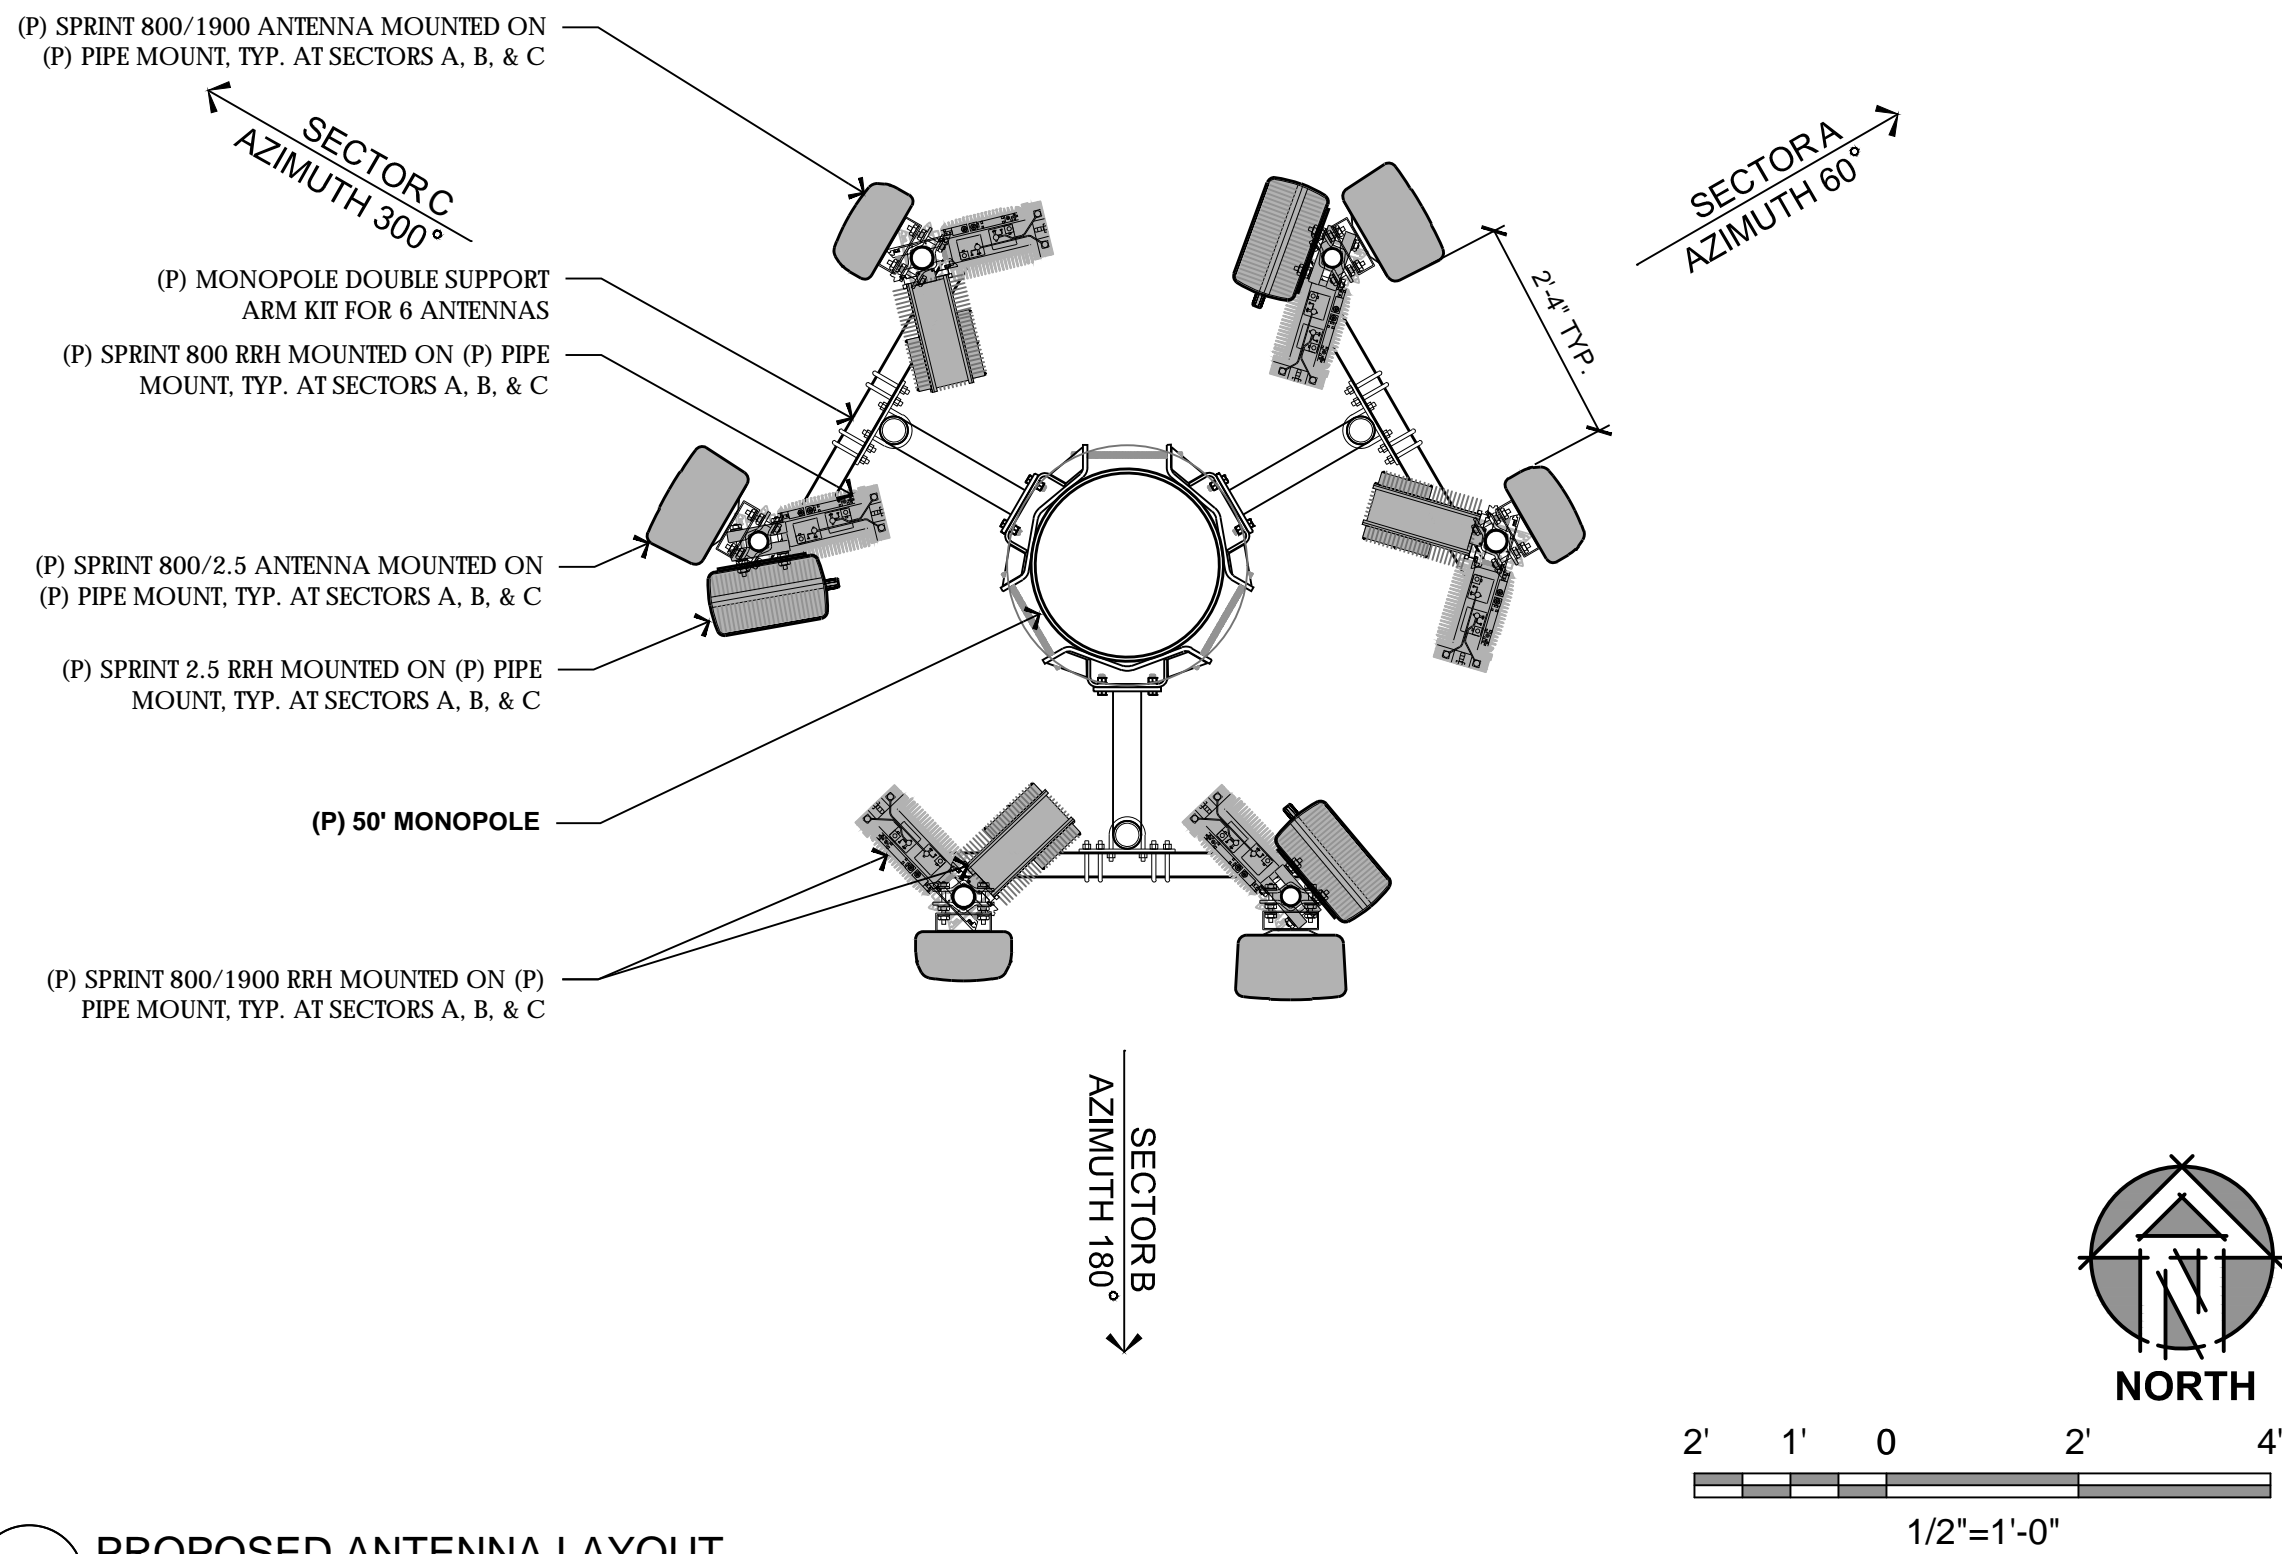 (P) SPRINT 800/1900 ANTENNA MOUNTED ON
(P) PIPE MOUNT, TYP. AT SECTORS A, B, & C
SECTOR C
AZIMUTH 300°
SECTOR A
AZIMUTH 60°
(P) MONOPOLE DOUBLE SUPPORT
ARM KIT FOR 6 ANTENNAS
2'-4" TYP.
(P) SPRINT 800 RRH MOUNTED ON (P) PIPE
MOUNT, TYP. AT SECTORS A, B, & C
(P) SPRINT 800/2.5 ANTENNA MOUNTED ON
(P) PIPE MOUNT, TYP. AT SECTORS A, B, & C
(P) SPRINT 2.5 RRH MOUNTED ON (P) PIPE
MOUNT, TYP. AT SECTORS A, B, & C
(P) 50' MONOPOLE
(P) SPRINT 800/1900 RRH MOUNTED ON (P)
PIPE MOUNT, TYP. AT SECTORS A, B, & C
SECTOR B
AZIMUTH 180°
NORTH
2' 1' 0 2' 4'
1/2"=1'-0"
PROPOSED ANTENNA LAYOUT